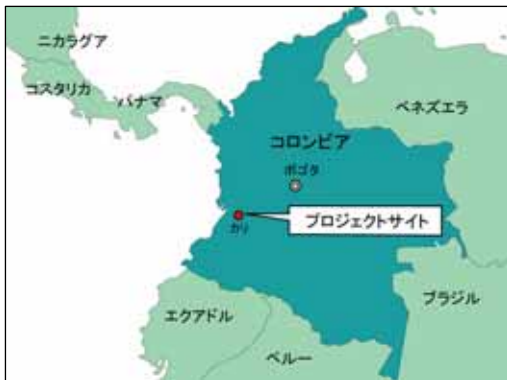 ニカラグア
コスタリカ
パナマ
ベネズエラ
コロンビア
ボゴタ
プロジェクトサイト
カリ
エクアドル
ブラジル
ペルー